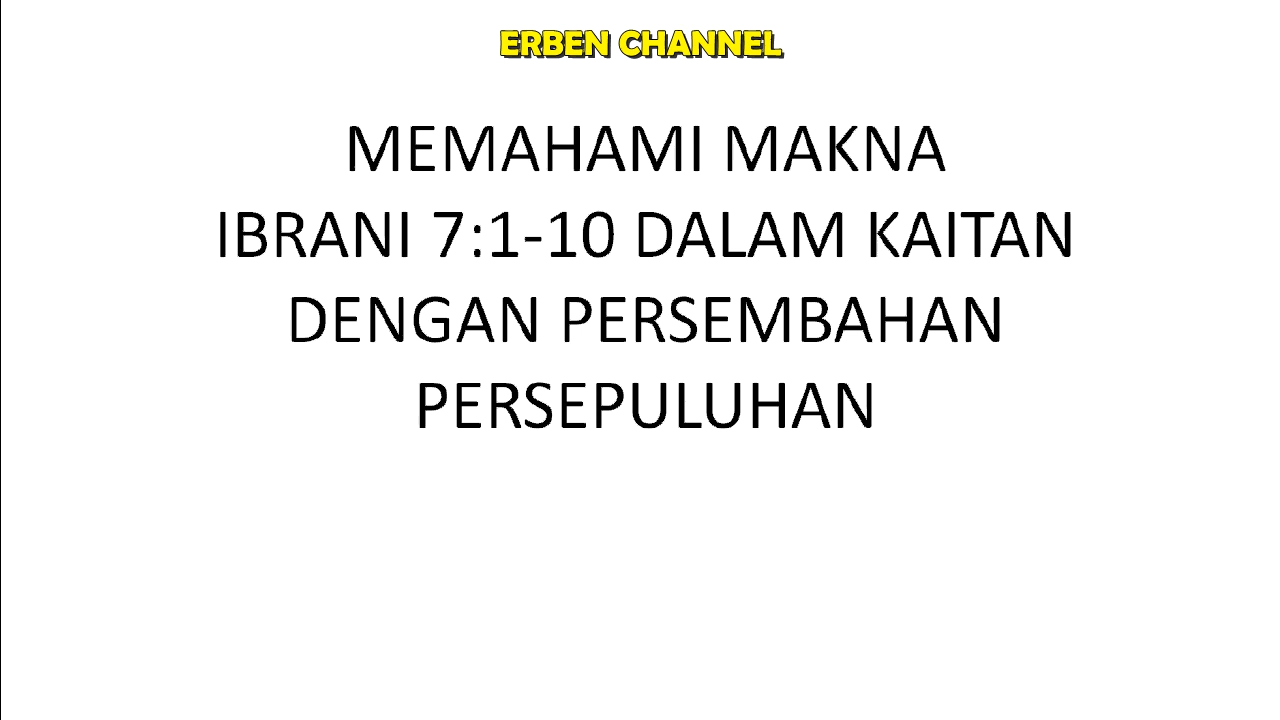 ERBEN CHANNEL
MEMAHAMI MAKNA
IBRANI 7:1-10 DALAM KAITAN
DENGAN PERSEMBAHAN
PERSEPULUHAN